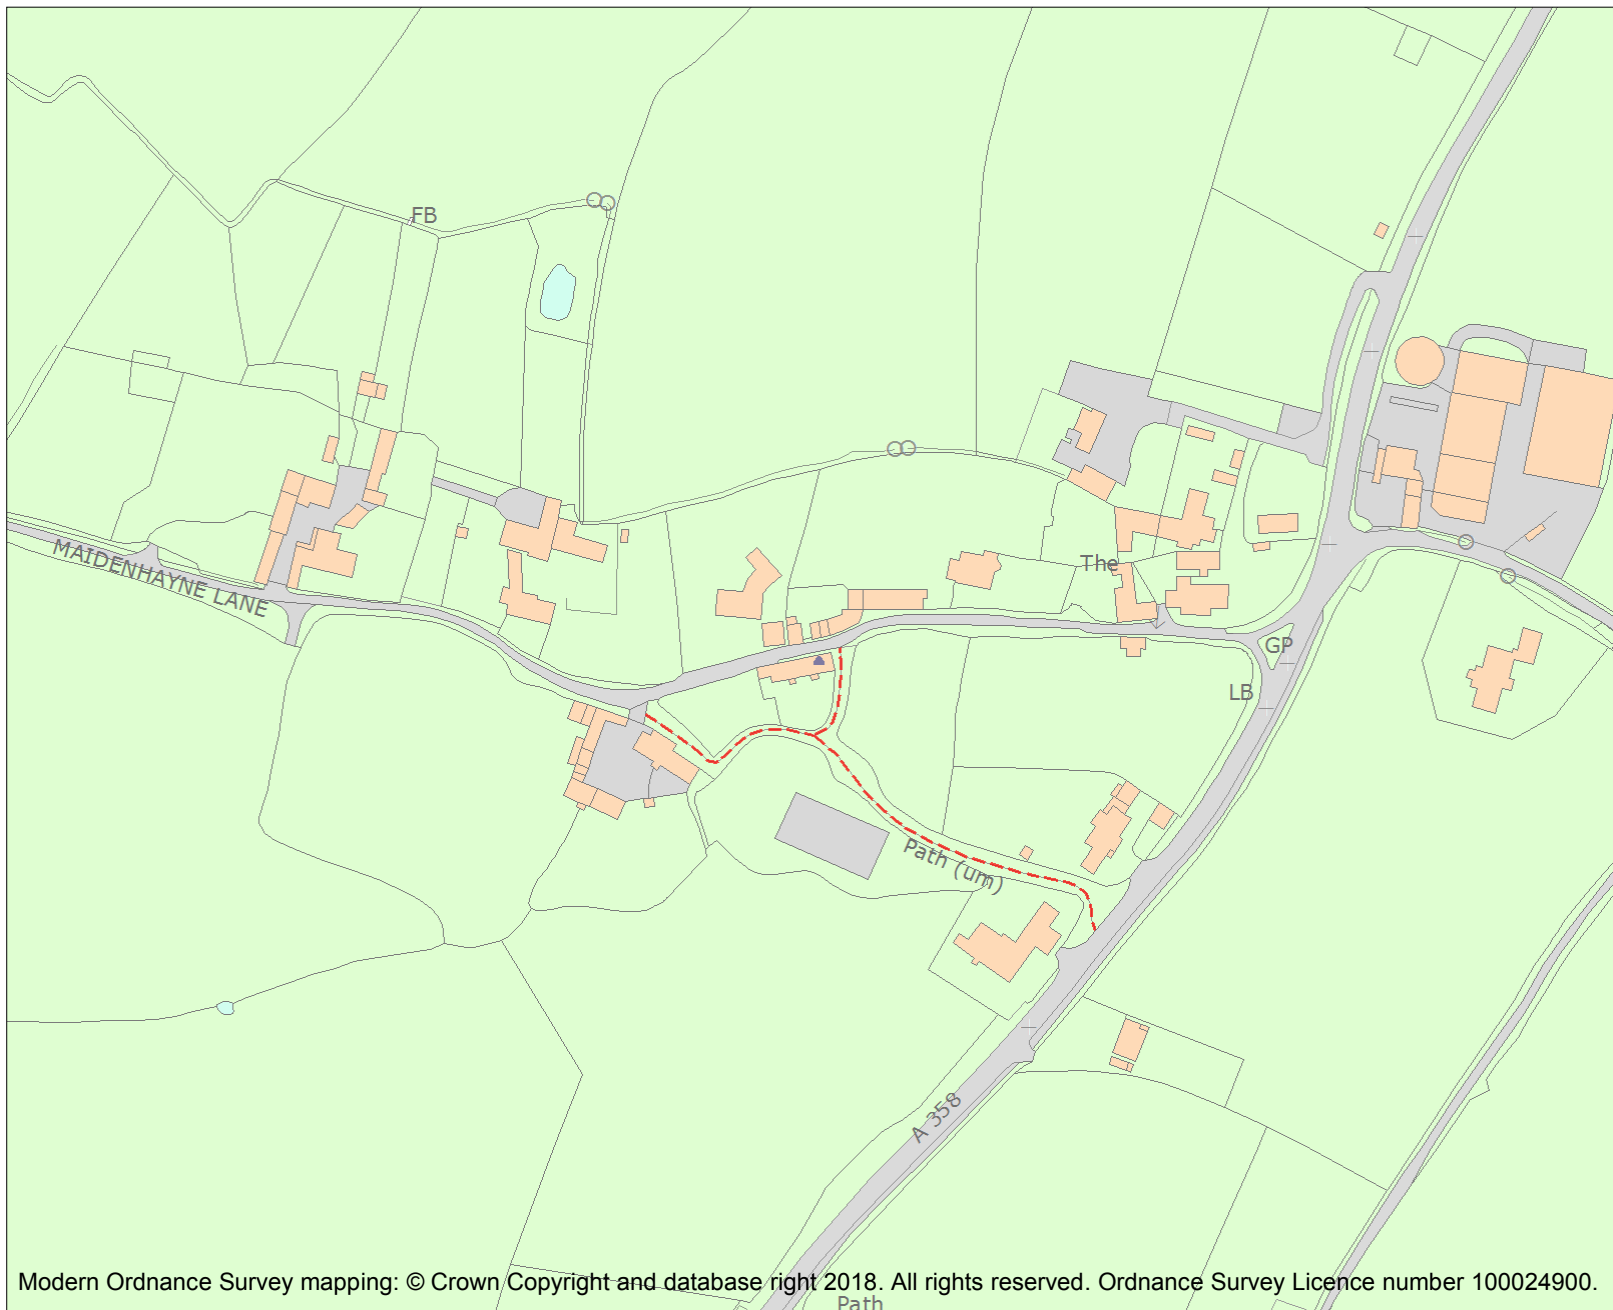 FB
MAIDENHAYNE LANE
The
GP
LB
Path (um)
A 358
Modern Ordnance Survey mapping: © Crown Copyright and database right 2018. All rights reserved. Ordnance Survey Licence number 100024900.
Path